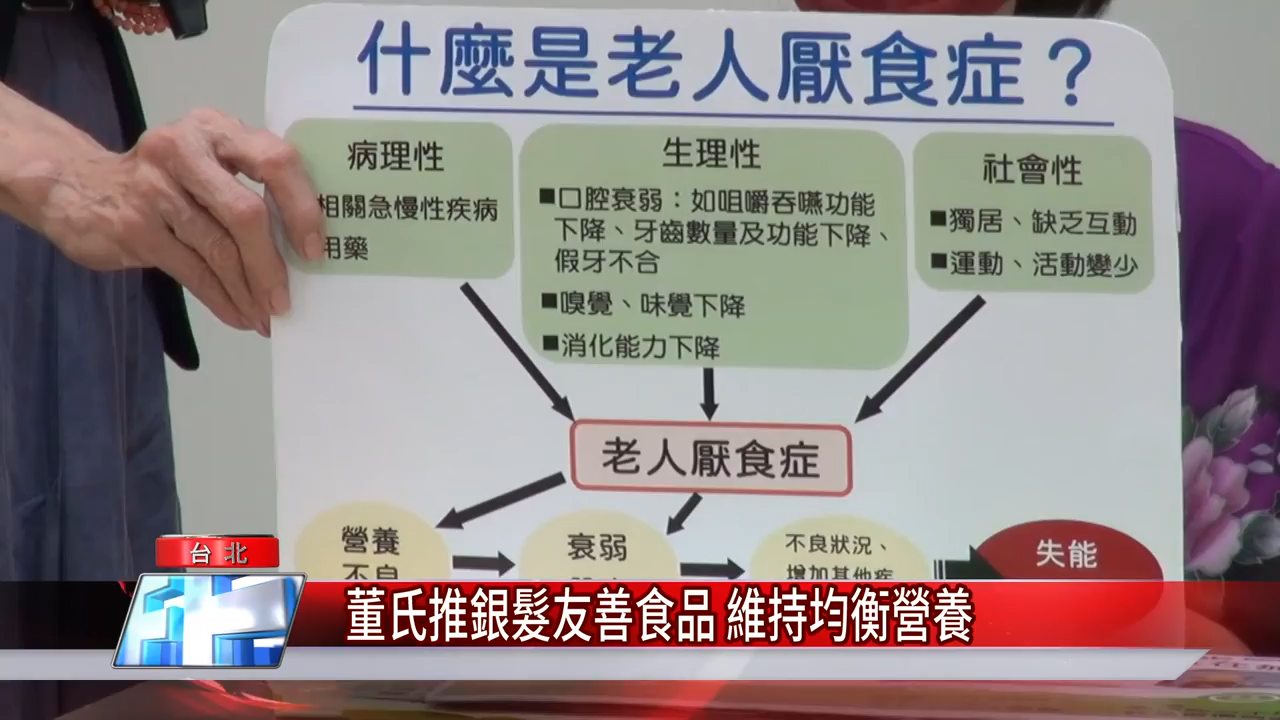 什麼是老人厭食症？
病理性
相關急慢性疾病
用藥
生理性
■口腔衰弱：如咀嚼吞嚥功能
下降、牙齒數量及功能下降、
假牙不合
■嗅覺、味覺下降
■消化能力下降
社會性
■獨居、缺乏互動
■運動、活動變少
老人厭食症
營養
不良
衰弱
不良狀況、
增加其他疾
失能
台北
董氏推銀髮友善食品 維持均衡營養